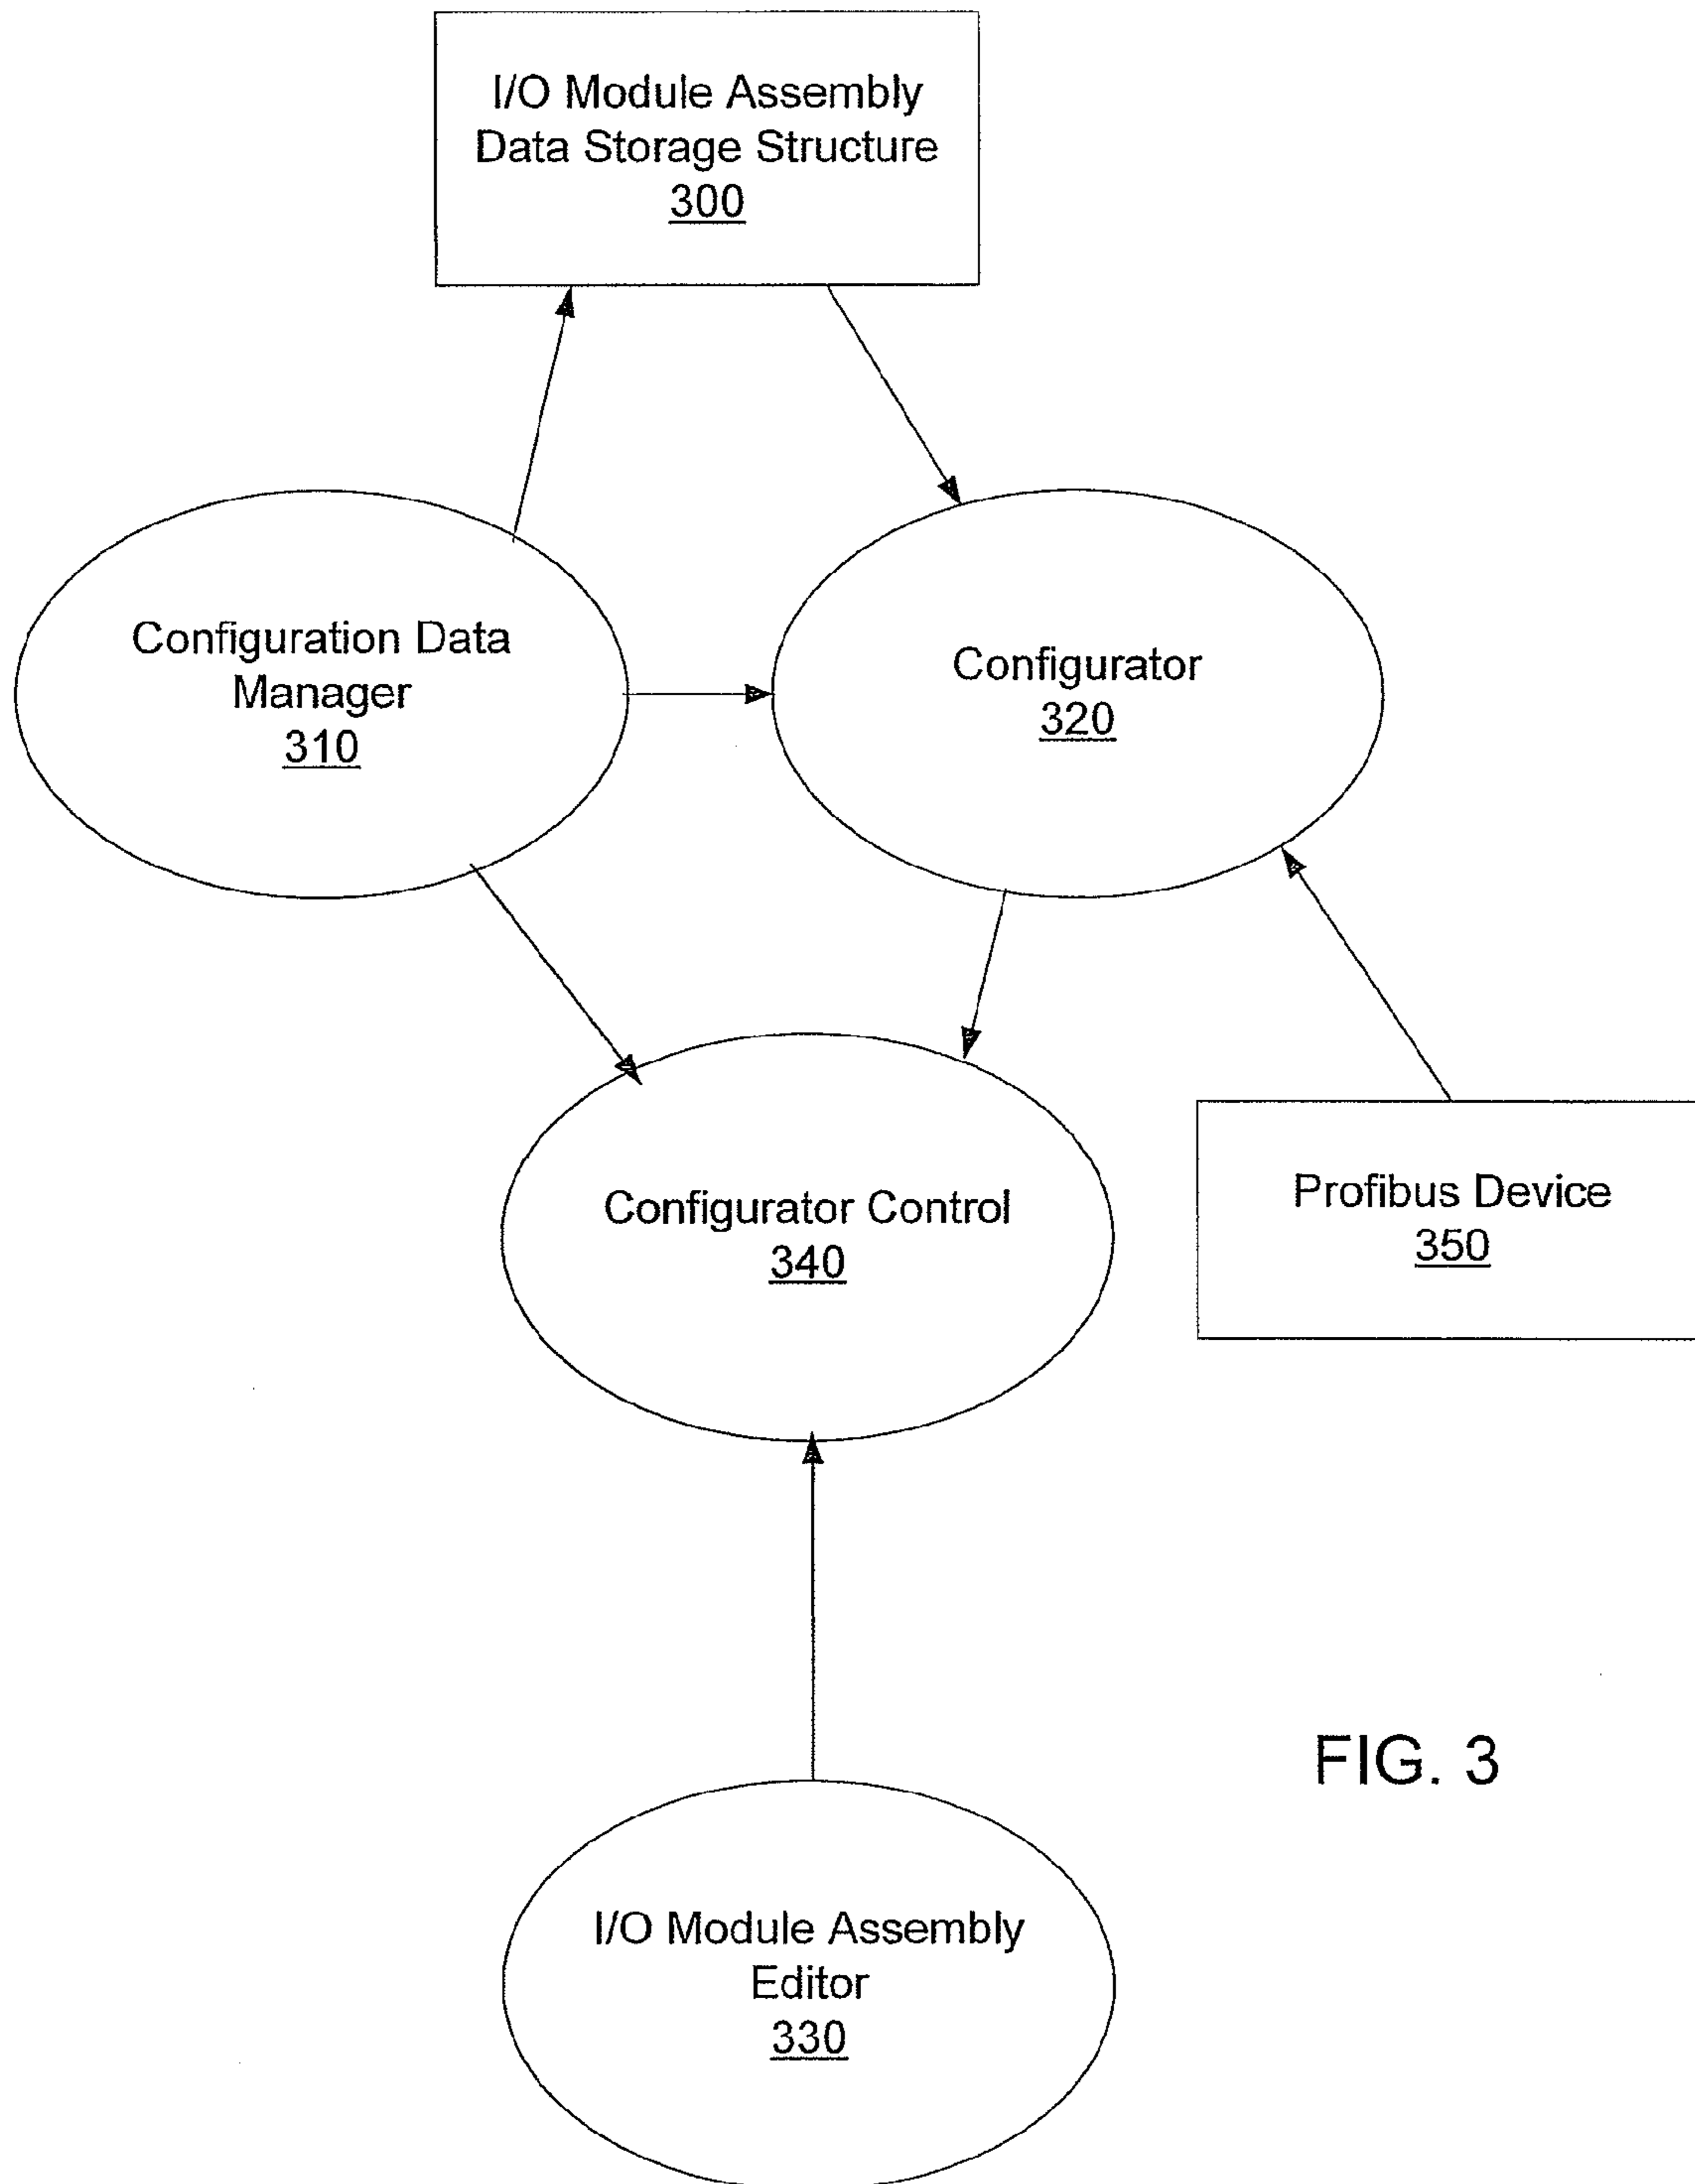 I/O Module Assembly
Data Storage Structure
300
Configuration Data
Manager
310
Configurator
320
Configurator Control
340
Profibus Device
350
FIG. 3
I/O Module Assembly
Editor
330